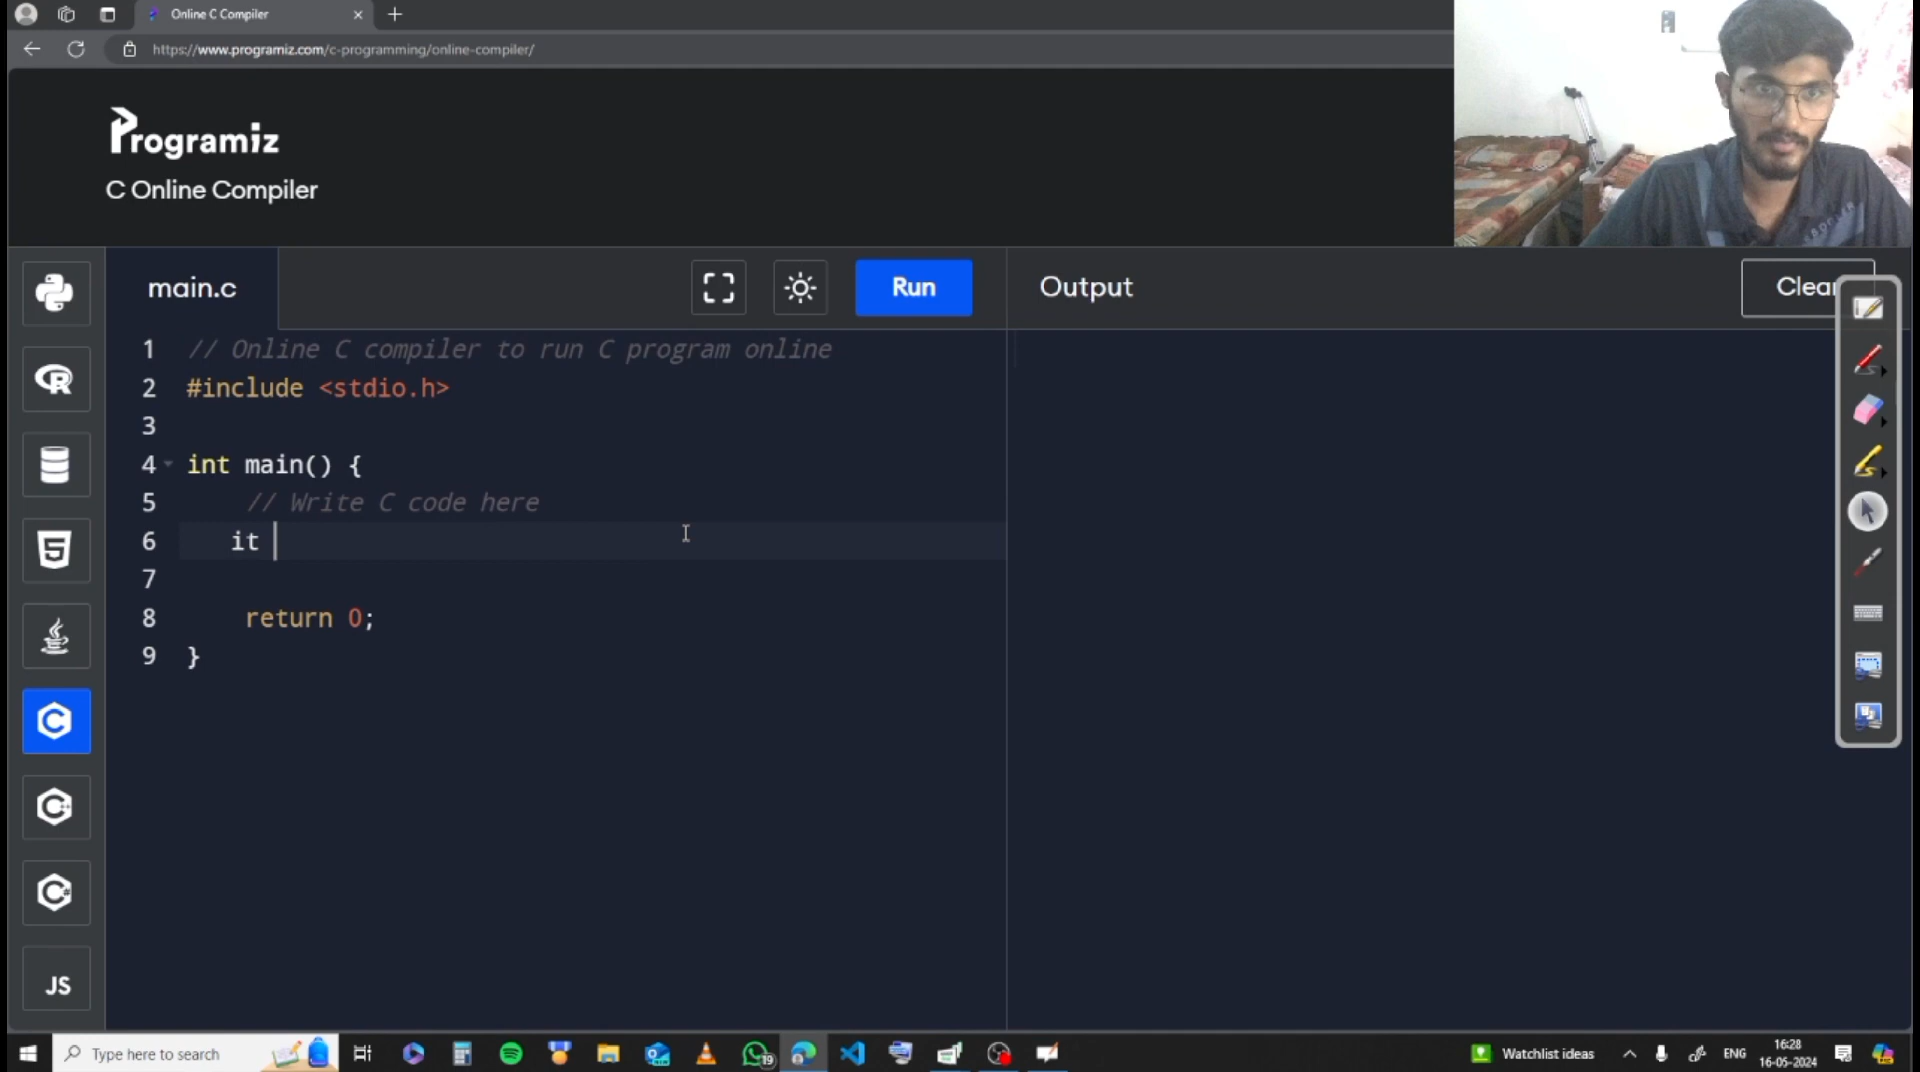 Online C Compiler
https://www.programiz.com/c-programming/online-compiler/
Programiz
C Online Compiler
main.c
Run
Output
Clear
1 // Online C compiler to run C program online
2 #include <stdio.h>
3
4 int main() {
5 // Write C code here
6 it
7
8 return 0;
9 }
JS
Type here to search
19
Watchlist ideas
ENG
16:28
16-05-2024